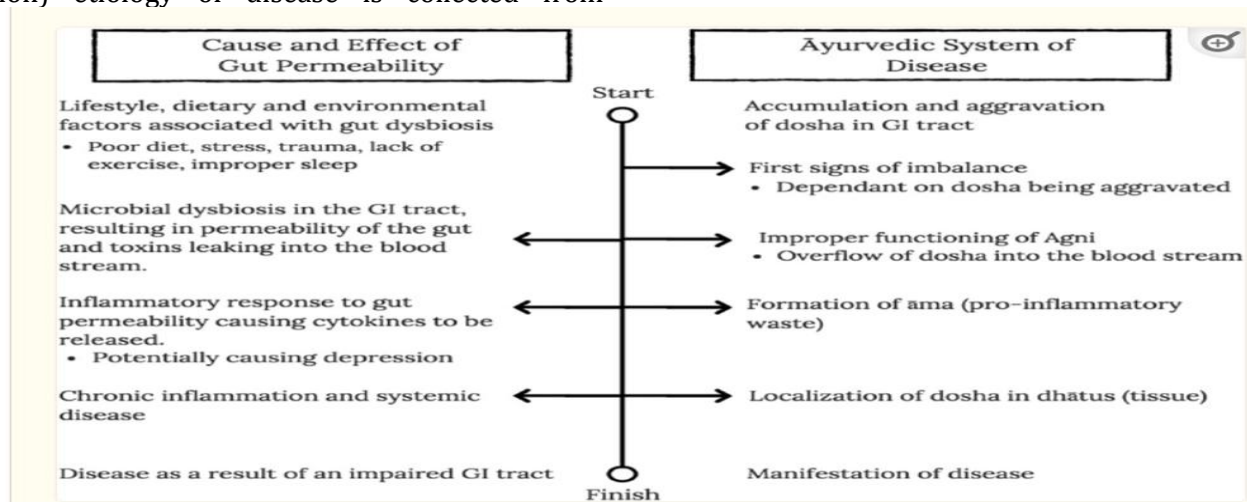 etiology of disease is collected from
Cause and Effect of
Gut Permeability
Āyurvedic System of
Disease
Start
Lifestyle, dietary and environmental
factors associated with gut dysbiosis
• Poor diet, stress, trauma, lack of
exercise, improper sleep
Accumulation and aggravation
of dosha in GI tract
First signs of imbalance
• Dependant on dosha being aggravated
Microbial dysbiosis in the GI tract,
resulting in permeability of the gut
and toxins leaking into the blood
stream.
Improper functioning of Agni
• Overflow of dosha into the blood stream
Inflammatory response to gut
permeability causing cytokines to be
released.
• Potentially causing depression
Formation of āma (pro-inflammatory
waste)
Chronic inflammation and systemic
disease
Localization of dosha in dhātus (tissue)
Disease as a result of an impaired GI tract
Manifestation of disease
Finish